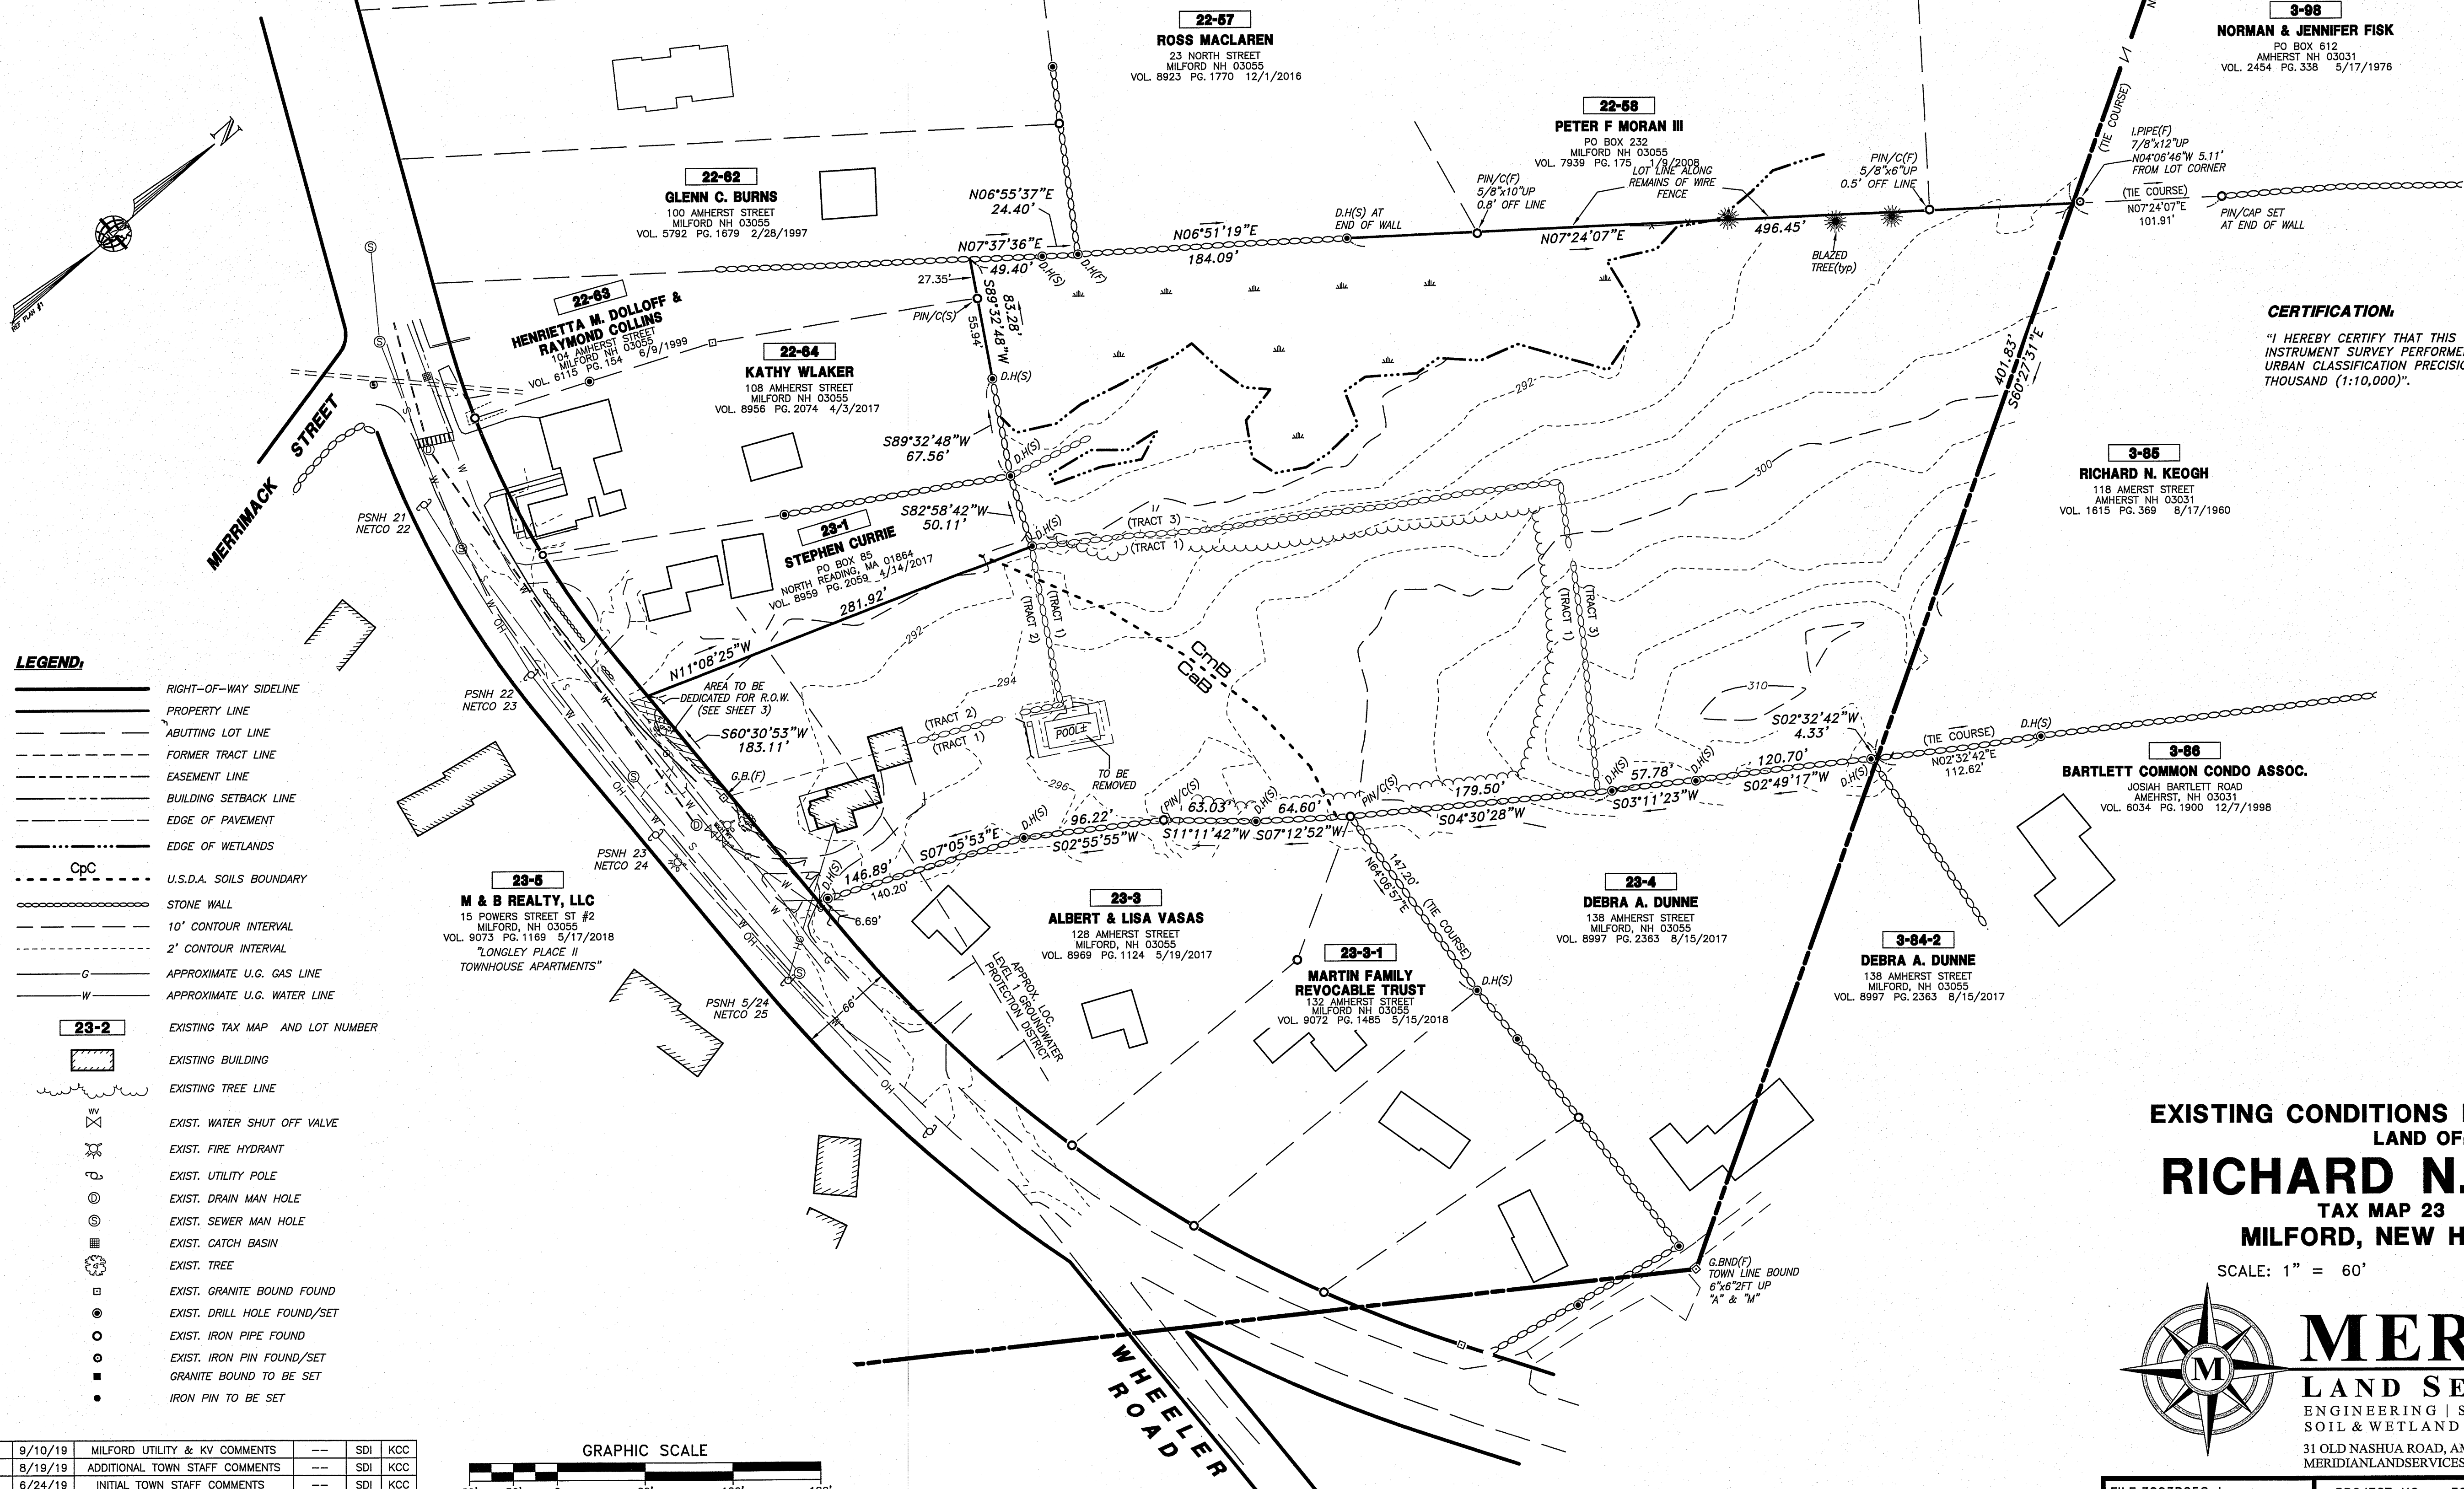 22-57
ROSS MACLAREN
23 NORTH STREET
MILFORD NH 03055
VOL. 8923 PG. 1770 12/1/2016
3-98
NORMAN & JENNIFER FISK
PO BOX 612
AMHERST NH 03031
VOL. 2454 PG. 338 5/17/1976
22-58
PETER F MORAN III
PO BOX 232
MILFORD NH 03055
VOL. 7939 PG. 175 1/9/2008
LOT LINE ALONG
REMAINS OF WIRE
FENCE
PIN/C(F)
5/8"x10"UP
0.8' OFF LINE
PIN/C(F)
5/8"x6"UP
0.5' OFF LINE
(TIE COURSE)
I.PIPE(F)
7/8"x12"UP
N04°06'46"W 5.11'
FROM LOT CORNER
(TIE COURSE)
N07°24'07"E
101.91'
PIN/CAP SET
AT END OF WALL
N
REF PLAN #1
22-62
GLENN C. BURNS
100 AMHERST STREET
MILFORD NH 03055
VOL. 5792 PG. 1679 2/28/1997
N06°55'37"E
24.40'
N07°37'36"E
49.40'
D.H(S)
D.H(F)
N06°51'19"E
184.09'
D.H(S) AT
END OF WALL
N07°24'07"E
496.45'
BLAZED
TREE(typ)
27.35'
PIN/C(S)
55.94'
83.28'
S89°32'48"W
D.H(S)
22-63
HENRIETTA M. DOLLOFF &
RAYMOND COLLINS
104 AMHERST STREET
MILFORD NH 03055
VOL. 6115 PG. 154 6/9/1999
22-64
KATHY WLAKER
108 AMHERST STREET
MILFORD NH 03055
VOL. 8956 PG. 2074 4/3/2017
S89°32'48"W
67.56'
D.H(S)
292
300
401.83'
S60°27'31"E
CERTIFICATION:
"I HEREBY CERTIFY THAT THIS
INSTRUMENT SURVEY PERFORME
URBAN CLASSIFICATION PRECISIO
THOUSAND (1:10,000)".
3-85
RICHARD N. KEOGH
118 AMERST STREET
AMHERST NH 03031
VOL. 1615 PG. 369 8/17/1960
MERRIMACK STREET
PSNH 21
NETCO 22
23-1
STEPHEN CURRIE
PO BOX 85
NORTH READING, MA 01864
VOL. 8959 PG. 2059 4/14/2017
S82°58'42"W
50.11'
D.H(S)
(TRACT 3)
(TRACT 1)
(TRACT 2)
(TRACT 1)
(TRACT 1)
(TRACT 3)
N11°08'25"W
281.92'
292
294
296
310
CmB
CaB
PSNH 22
NETCO 23
AREA TO BE
DEDICATED FOR R.O.W.
(SEE SHEET 3)
S60°30'53"W
183.11'
G.B.(F)
(TRACT 2)
(TRACT 1)
POOL±
TO BE
REMOVED
D.H(S)
146.89'
S07°05'53"E
140.20'
6.69'
D.H(S)
96.22'
S02°55'55"W
(PIN/C(S)
63.03'
S11°11'42"W
D.H(S)
64.60'
S07°12'52"W
PIN/C(S)
179.50'
S04°30'28"W
D.H(S)
57.78'
S03°11'23"W
D.H(S)
120.70'
S02°49'17"W
S02°32'42"W
4.33'
D.H(S)
(TIE COURSE)
N02°32'42"E
112.62'
D.H(S)
3-86
BARTLETT COMMON CONDO ASSOC.
JOSIAH BARTLETT ROAD
AMEHRST, NH 03031
VOL. 6034 PG. 1900 12/7/1998
PSNH 23
NETCO 24
23-5
M & B REALTY, LLC
15 POWERS STREET ST #2
MILFORD, NH 03055
VOL. 9073 PG. 1169 5/17/2018
"LONGLEY PLACE II
TOWNHOUSE APARTMENTS"
PSNH 5/24
NETCO 25
66'
23-3
ALBERT & LISA VASAS
128 AMHERST STREET
MILFORD, NH 03055
VOL. 8969 PG. 1124 5/19/2017
APPROX. LOC.
LEVEL 1 GROUNDWATER
PROTECTION DISTRICT
147.20'
N64°06'57"E
(TIE COURSE)
D.H(S)
23-3-1
MARTIN FAMILY
REVOCABLE TRUST
132 AMHERST STREET
MILFORD NH 03055
VOL. 9072 PG. 1485 5/15/2018
23-4
DEBRA A. DUNNE
138 AMHERST STREET
MILFORD, NH 03055
VOL. 8997 PG. 2363 8/15/2017
3-84-2
DEBRA A. DUNNE
138 AMHERST STREET
MILFORD, NH 03055
VOL. 8997 PG. 2363 8/15/2017
G.BND(F)
TOWN LINE BOUND
6"x6"2FT UP
"A" & "M"
WHEELER
ROAD
LEGEND:
RIGHT-OF-WAY SIDELINE
PROPERTY LINE
ABUTTING LOT LINE
FORMER TRACT LINE
EASEMENT LINE
BUILDING SETBACK LINE
EDGE OF PAVEMENT
EDGE OF WETLANDS
CpC
U.S.D.A. SOILS BOUNDARY
STONE WALL
10' CONTOUR INTERVAL
2' CONTOUR INTERVAL
G APPROXIMATE U.G. GAS LINE
W APPROXIMATE U.G. WATER LINE
23-2 EXISTING TAX MAP AND LOT NUMBER
EXISTING BUILDING
EXISTING TREE LINE
WV
EXIST. WATER SHUT OFF VALVE
EXIST. FIRE HYDRANT
EXIST. UTILITY POLE
D EXIST. DRAIN MAN HOLE
S EXIST. SEWER MAN HOLE
EXIST. CATCH BASIN
EXIST. TREE
EXIST. GRANITE BOUND FOUND
EXIST. DRILL HOLE FOUND/SET
EXIST. IRON PIPE FOUND
EXIST. IRON PIN FOUND/SET
GRANITE BOUND TO BE SET
IRON PIN TO BE SET
9/10/19 MILFORD UTILITY & KV COMMENTS -- SDI KCC
8/19/19 ADDITIONAL TOWN STAFF COMMENTS -- SDI KCC
6/24/19 INITIAL TOWN STAFF COMMENTS -- SDI KCC
GRAPHIC SCALE
EXISTING CONDITIONS
LAND OF
RICHARD N.
TAX MAP 23
MILFORD, NEW H
SCALE: 1" = 60'
M
MER
LAND SE
ENGINEERING | S
SOIL & WETLAND
31 OLD NASHUA ROAD, AM
MERIDIANLANDSERVICES